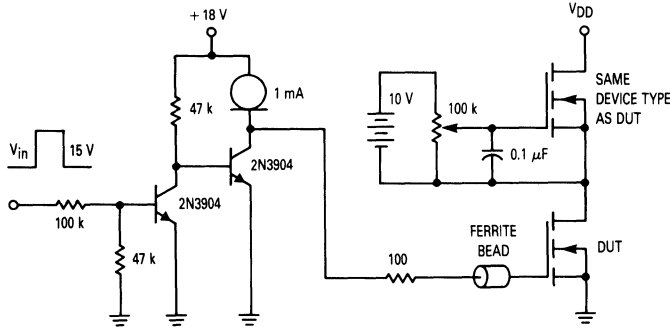 + 18 V
V_DD
47 k
1 mA
SAME
DEVICE TYPE
AS DUT
10 V
100 k
V_in
15 V
2N3904
0.1 μF
2N3904
100 k
47 k
100
FERRITE
BEAD
DUT